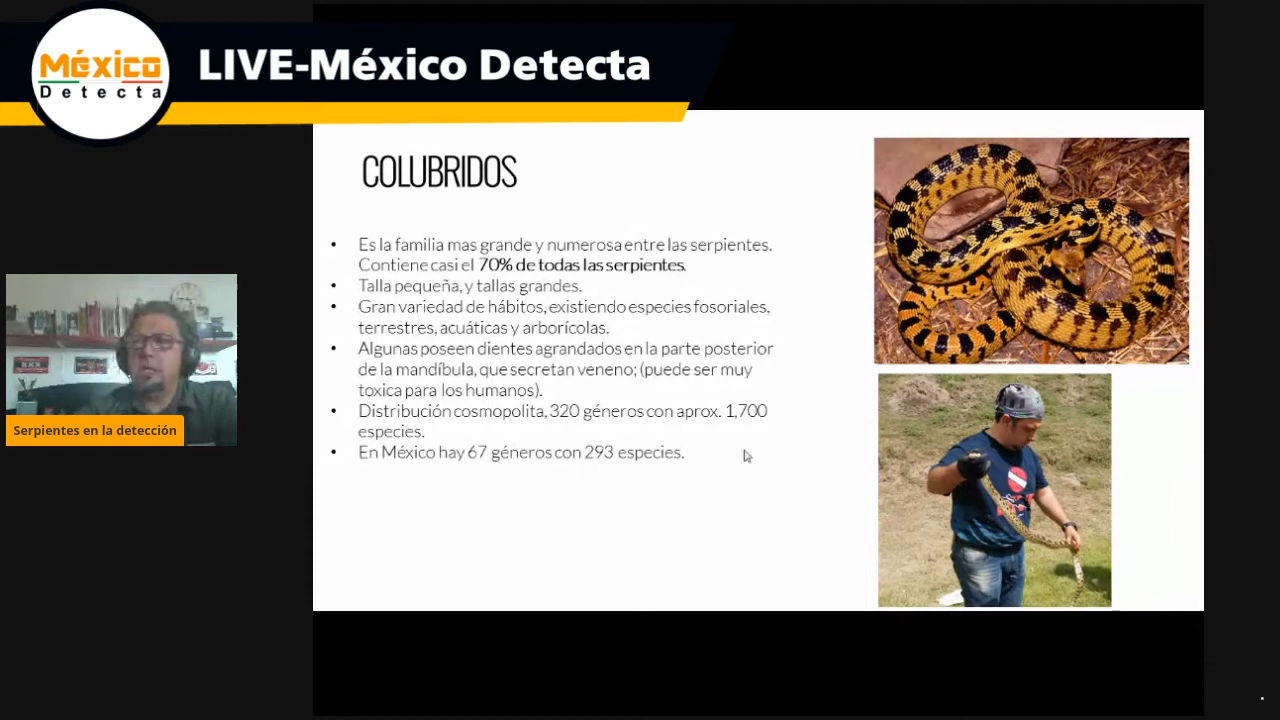 México
Detecta
LIVE-México Detecta
COLUBRIDOS
• Es la familia mas grande y numerosa entre las serpientes.
Contiene casi el 70% de todas las serpientes.
• Talla pequeña, y tallas grandes.
• Gran variedad de hábitos, existiendo especies fosoriales,
terrestres, acuáticas y arborícolas.
• Algunas poseen dientes agrandados en la parte posterior
de la mandíbula, que secretan veneno; (puede ser muy
toxica para los humanos).
• Distribución cosmopolita, 320 géneros con aprox. 1,700
especies.
• En México hay 67 géneros con 293 especies.
Serpientes en la detección